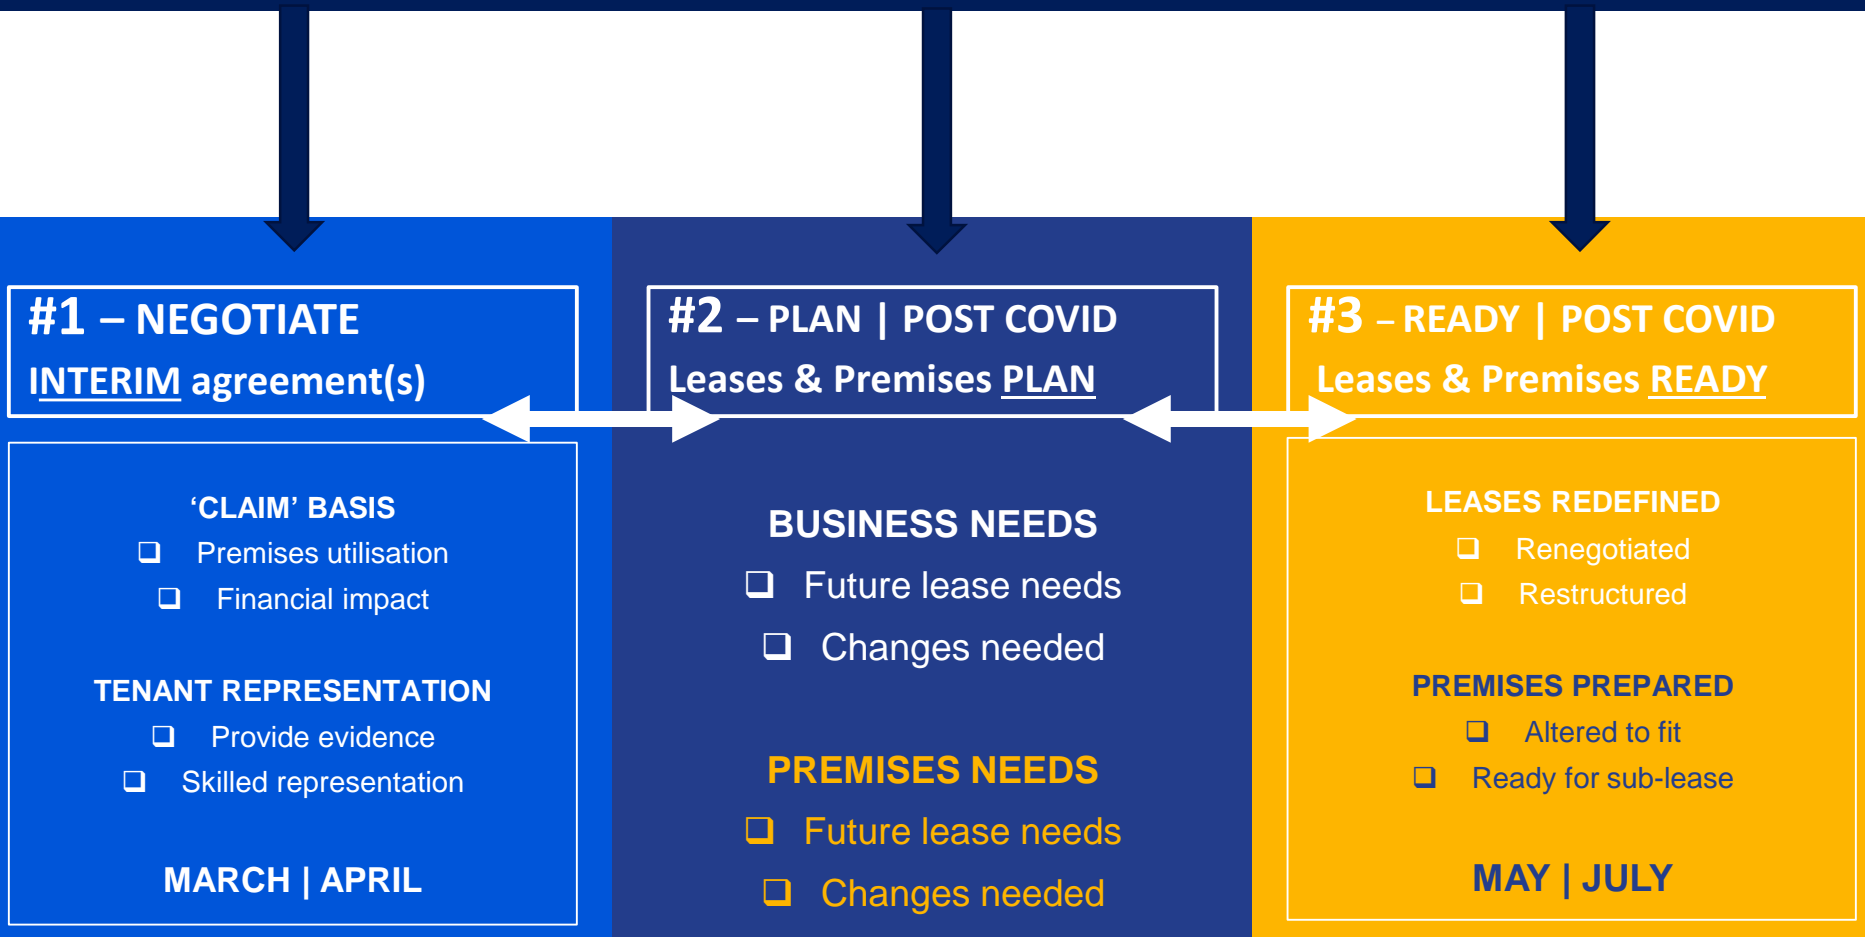 #1 – NEGOTIATE
INTERIM agreement(s)
‘CLAIM’ BASIS
❑ Premises utilisation
❑ Financial impact
TENANT REPRESENTATION
❑ Provide evidence
❑ Skilled representation
MARCH | APRIL
#2 – PLAN | POST COVID
Leases & Premises PLAN
BUSINESS NEEDS
❑ Future lease needs
❑ Changes needed
PREMISES NEEDS
❑ Future lease needs
❑ Changes needed
#3 – READY | POST COVID
Leases & Premises READY
LEASES REDEFINED
❑ Renegotiated
❑ Restructured
PREMISES PREPARED
❑ Altered to fit
❑ Ready for sub-lease
MAY | JULY